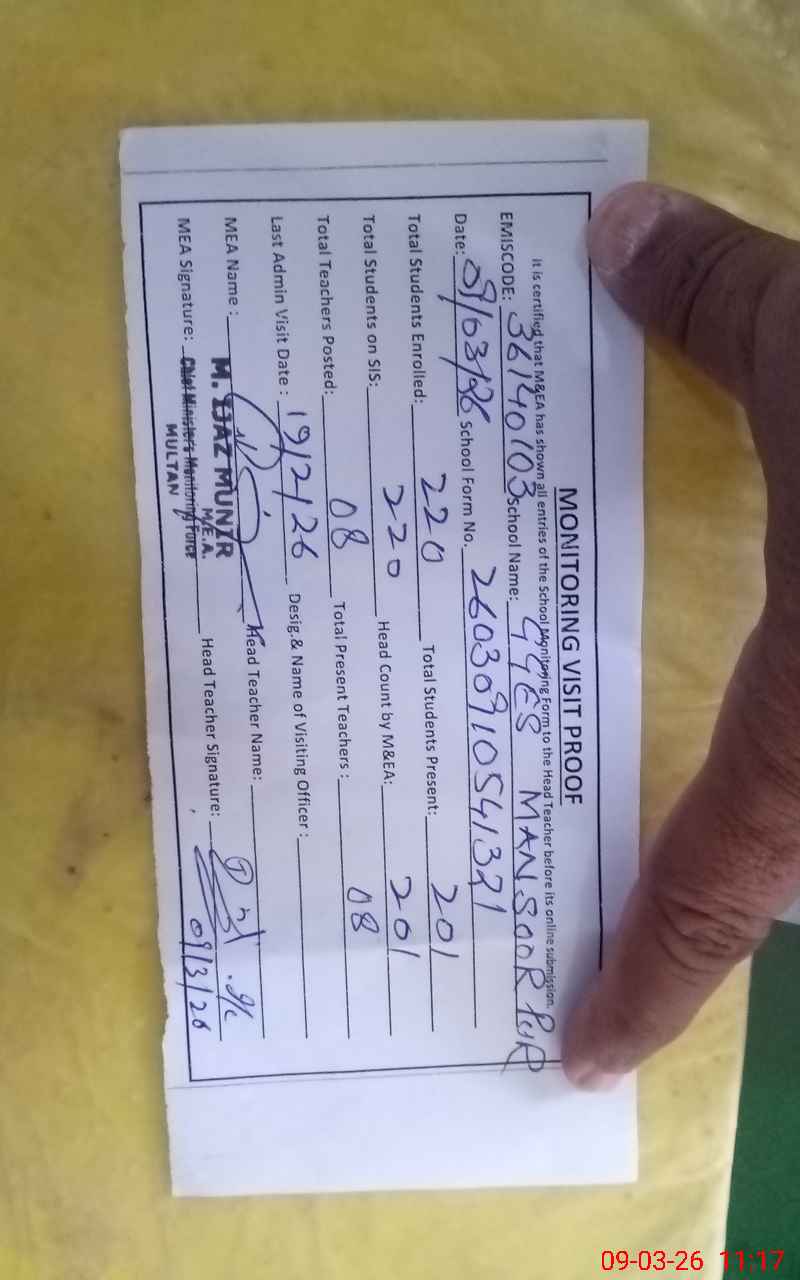 MONITORING VISIT PROOF
It is certified that M&EA has shown all entries of the School Monitoring Form to the Head Teacher before its online submission.
EMISCODE: 36140103 School Name: GGES MANSOOR PUR
Date: 09/03/26 School Form No. 26030910541321
Total Students Enrolled: 220 Total Students Present: 201
Total Students on SIS: 220 Head Count by M&EA: 201
Total Teachers Posted: 08 Total Present Teachers: 08
Last Admin Visit Date: 19/2/26 Desig.& Name of Visiting Officer:
MEA Name: M. IJAZ MUNIR Head Teacher Name:
M.E.A.
MEA Signature: Chief Minister's Monitoring Force Head Teacher Signature:
MULTAN
09/3/26
09-03-26 11:17